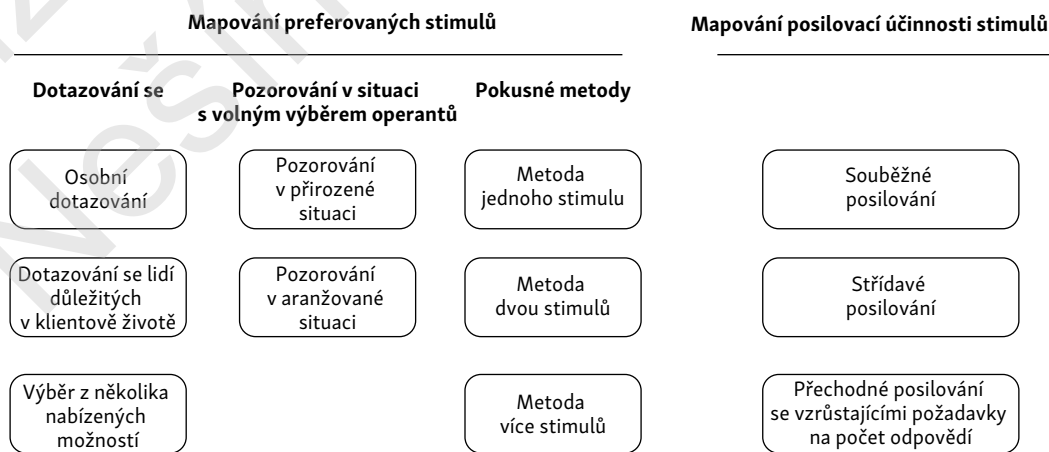 Mapování preferovaných stimulů
Mapování posilovací účinnosti stimulů
Dotazování se
Pozorování v situaci
s volným výběrem operantů
Pokusné metody
Osobní
dotazování
Pozorování
v přirozené
situaci
Metoda
jednoho stimulu
Souběžné
posilování
Dotazování se lidí
důležitých
v klientově životě
Pozorování
v aranžované
situaci
Metoda
dvou stimulů
Střídavé
posilování
Výběr z několika
nabízených
možností
Metoda
více stimulů
Přechodné posilování
se vzrůstajícími požadavky
na počet odpovědí